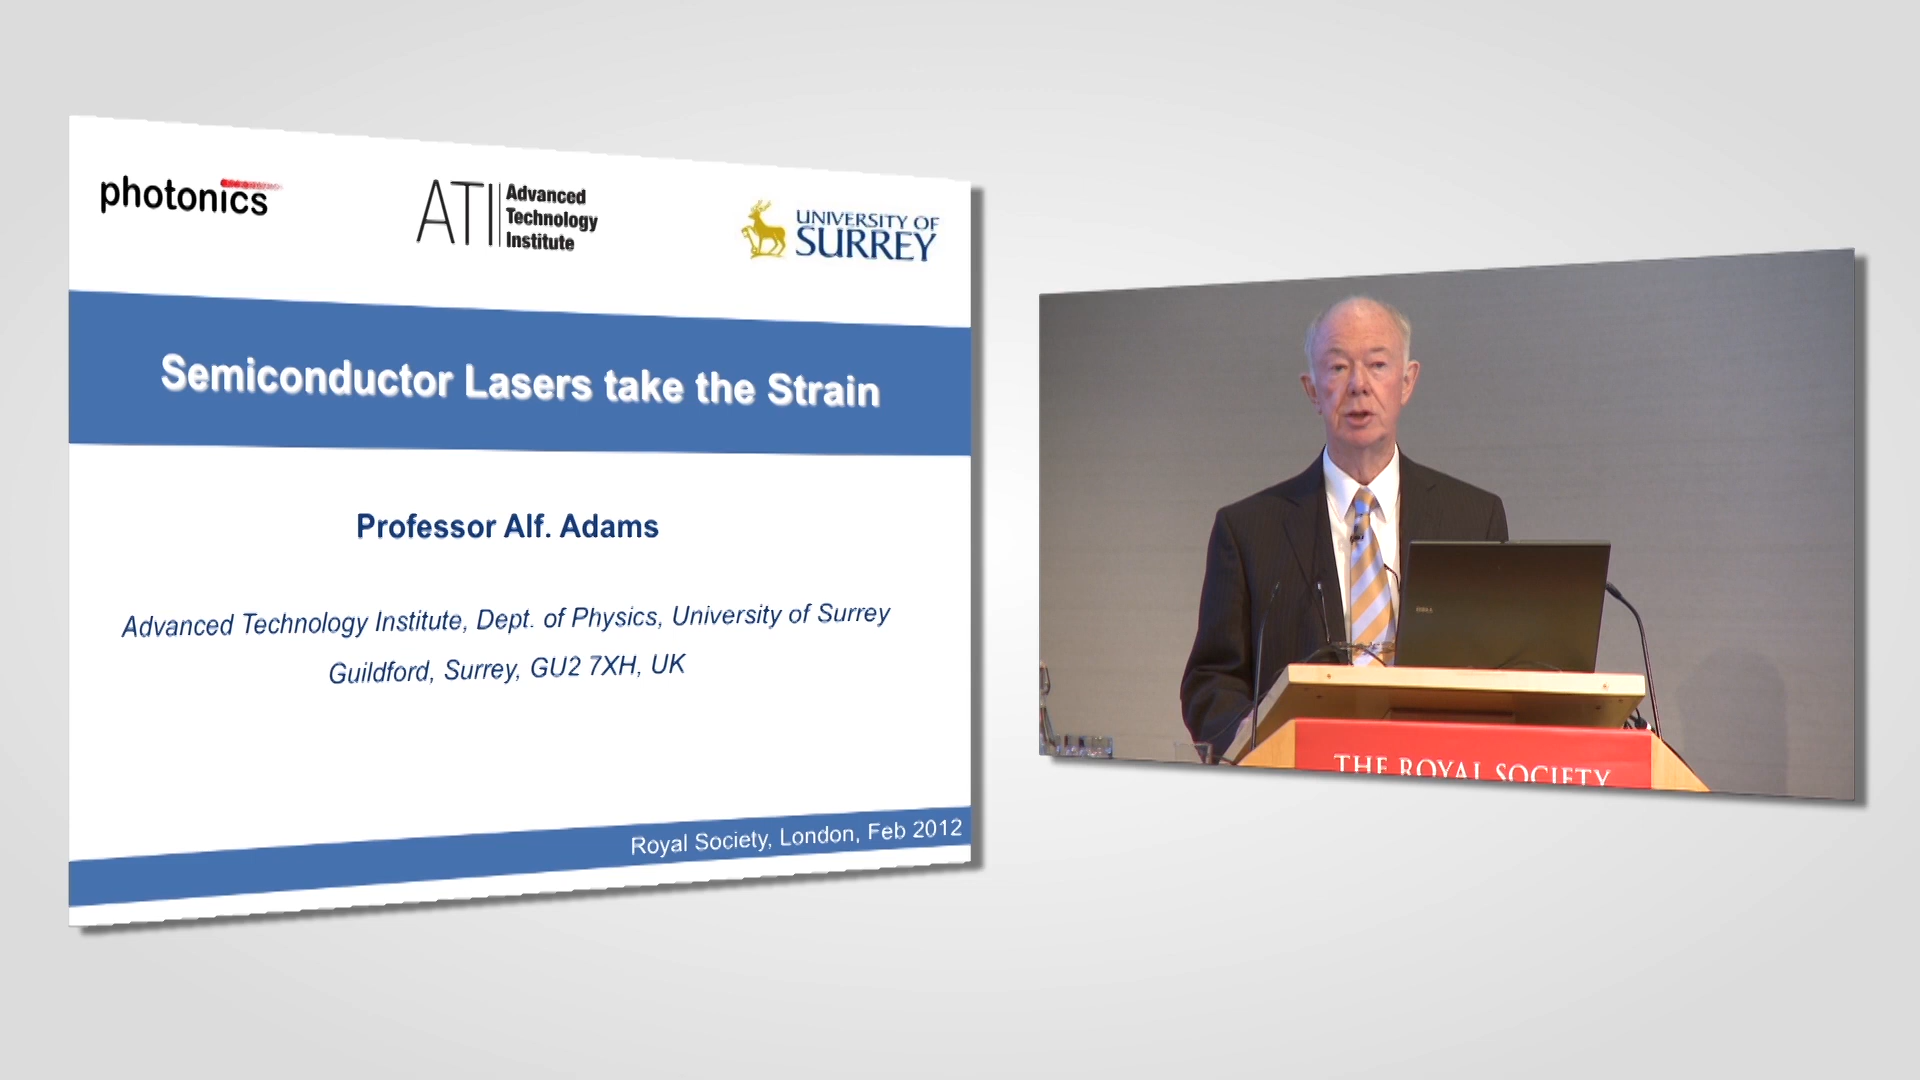 photonics
ATI
Advanced
Technology
Institute
UNIVERSITY OF
SURREY
Semiconductor Lasers take the Strain
Professor Alf. Adams
Advanced Technology Institute, Dept. of Physics, University of Surrey
Guildford, Surrey, GU2 7XH, UK
Royal Society, London, Feb 2012
DELL
THE ROYAL SOCIETY